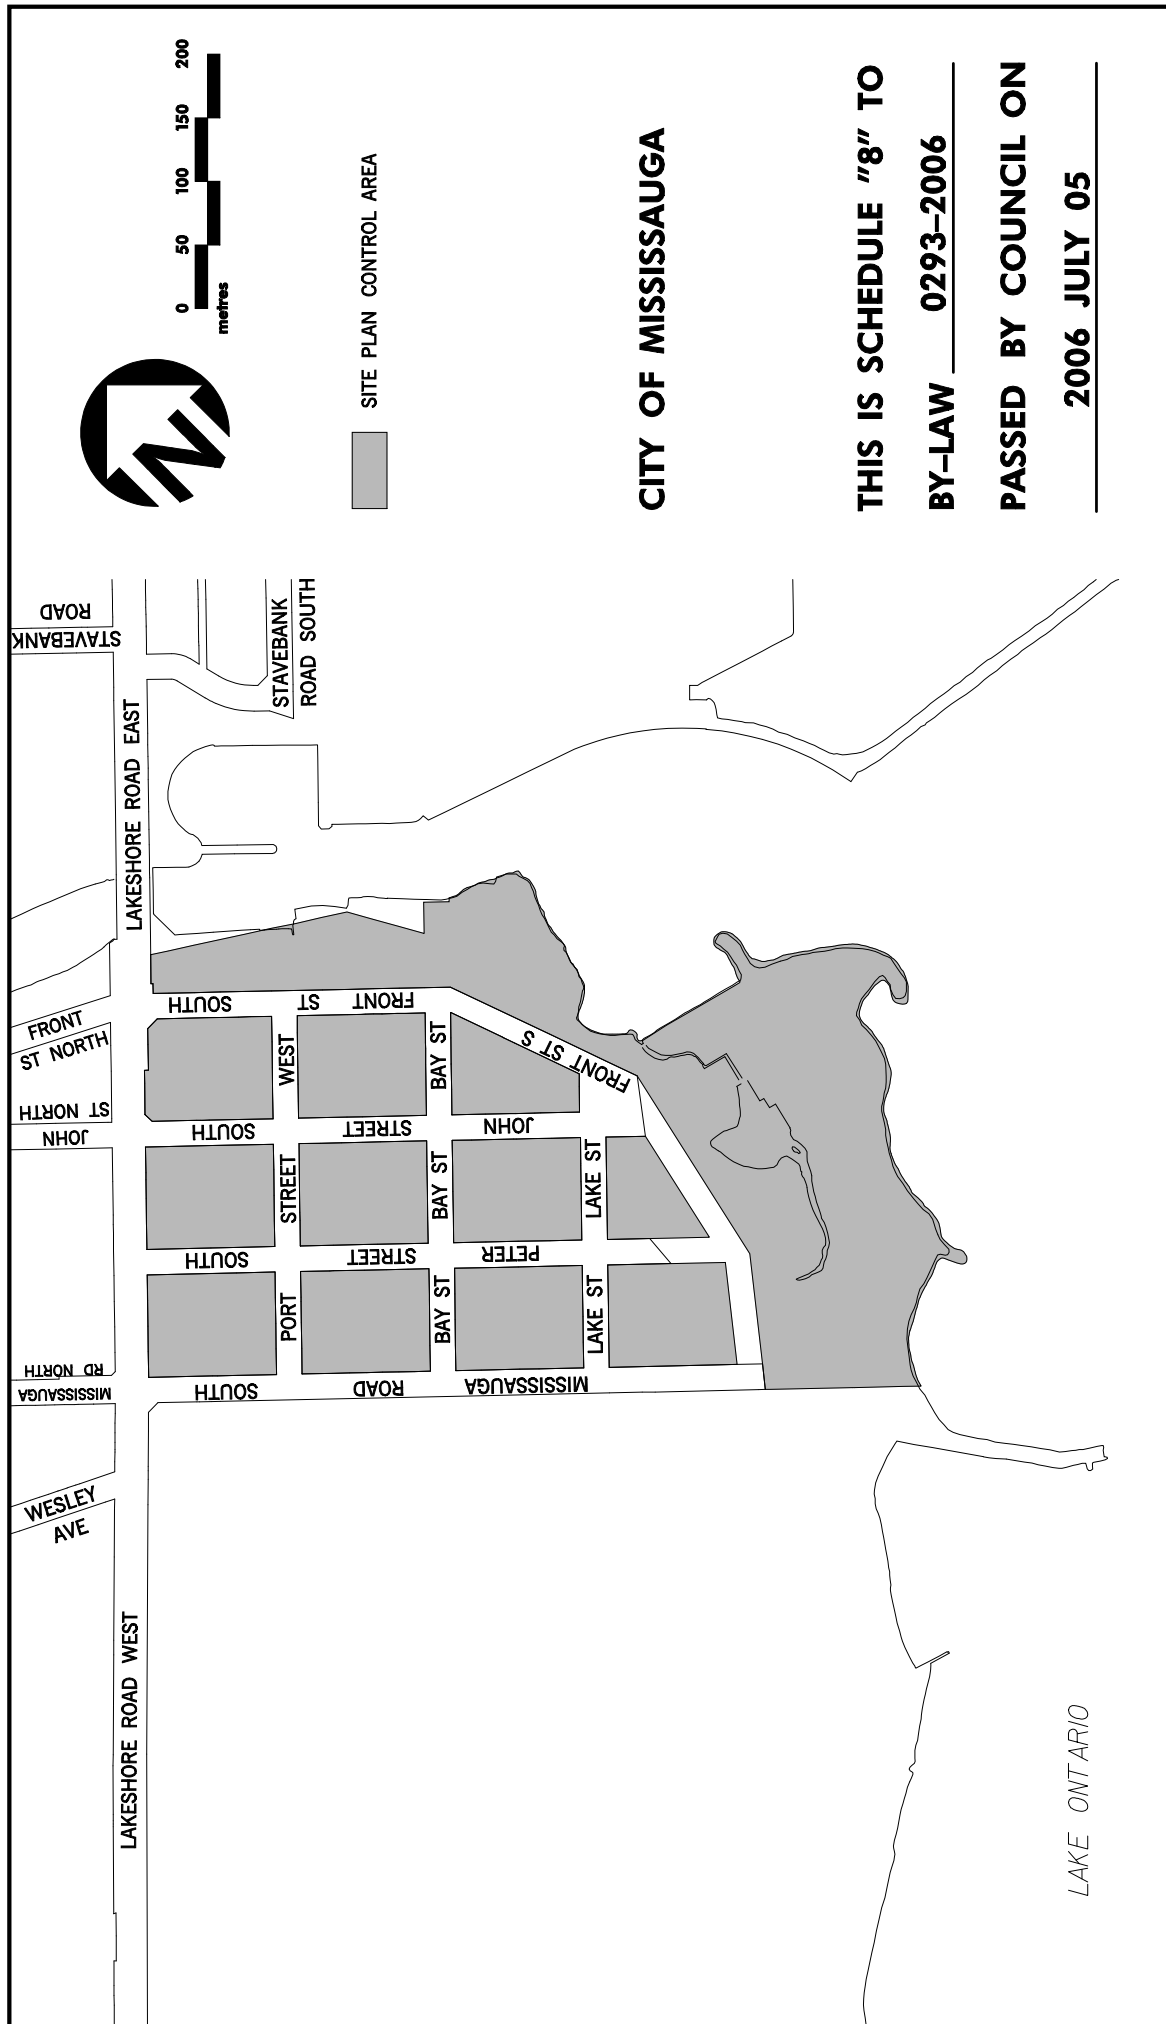 STAVEBANK
ROAD
LAKESHORE ROAD EAST
STAVEBANK
ROAD SOUTH
FRONT
ST NORTH
JOHN
ST NORTH
MISSISSAUGA
RD NORTH
WESLEY
AVE
LAKESHORE ROAD WEST
FRONT ST SOUTH
FRONT ST S
JOHN STREET SOUTH
PETER STREET SOUTH
MISSISSAUGA ROAD SOUTH
PORT STREET WEST
BAY ST
BAY ST
BAY ST
LAKE ST
LAKE ST
LAKE ONTARIO
N
0 50 100 150 200
metres
SITE PLAN CONTROL AREA
CITY OF MISSISSAUGA
THIS IS SCHEDULE "8" TO
BY-LAW 0293-2006
PASSED BY COUNCIL ON
2006 JULY 05